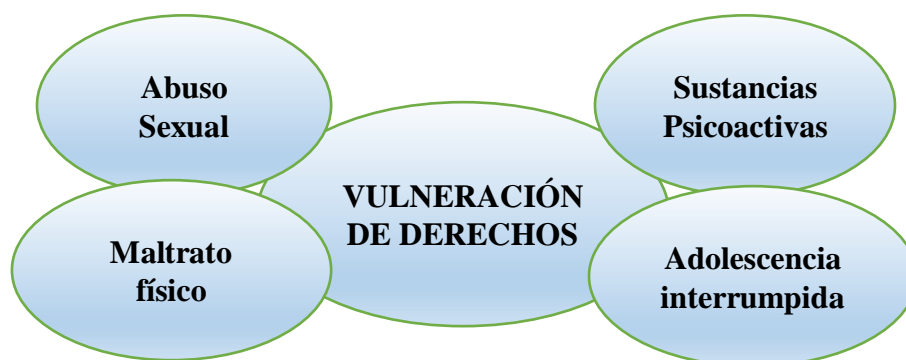 Abuso
Sexual
Sustancias
Psicoactivas
VULNERACIÓN
DE DERECHOS
Maltrato
físico
Adolescencia
interrumpida